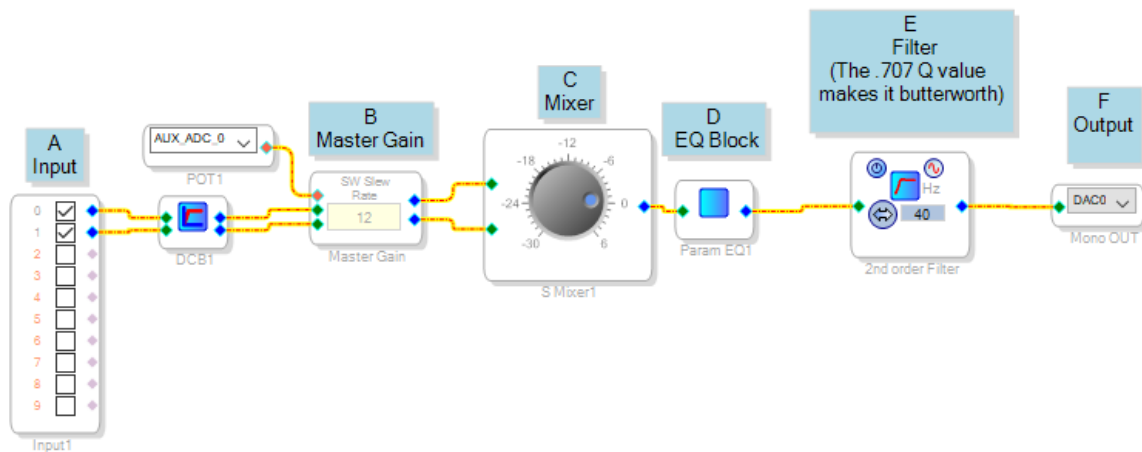 A
Input
0
1
2
3
4
5
6
7
8
9
Input1
AUX_ADC_0
POT1
DCB1
B
Master Gain
SW Slew
Rate
12
Master Gain
C
Mixer
-30
-24
-18
-12
-6
0
6
S Mixer1
D
EQ Block
Param EQ1
E
Filter
(The .707 Q value
makes it butterworth)
Hz
40
2nd order Filter
F
Output
DAC0
Mono OUT